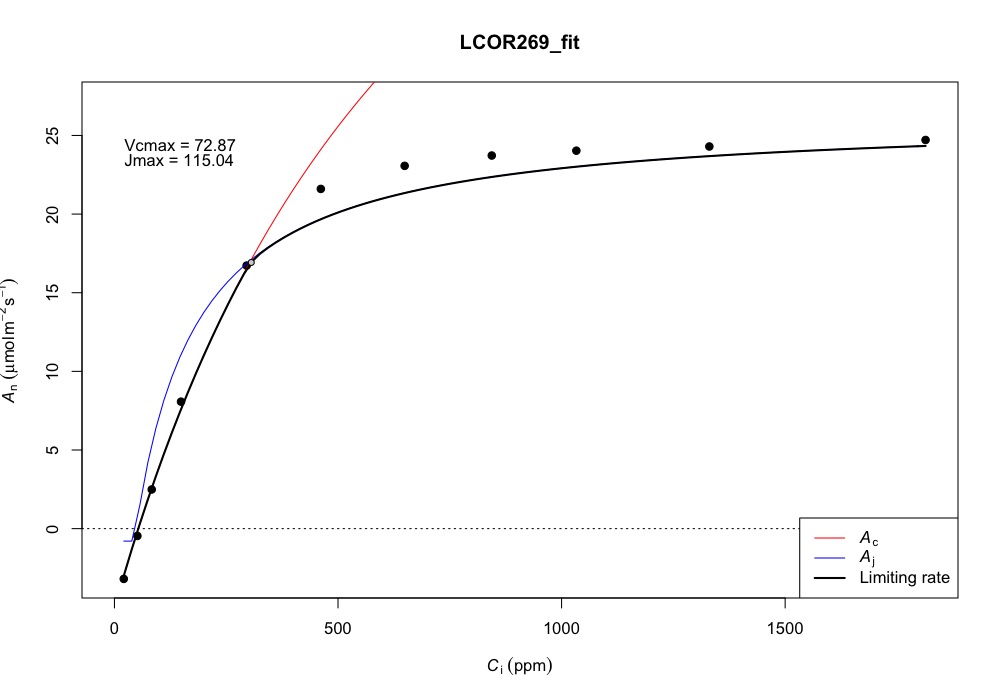 LCOR269_fit
Vcmax = 72.87
Jmax = 115.04
25
20
15
10
5
0
Aₙ (μmolm⁻²s⁻¹)
0 500 1000 1500
Cᵢ (ppm)
A꜀
Aⱼ
Limiting rate